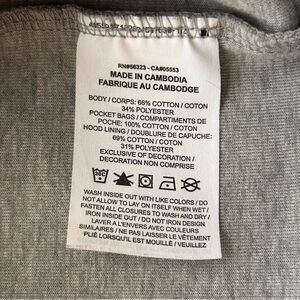 RN#56323 - CA#05553
MADE IN CAMBODIA
FABRIQUE AU CAMBODGE
BODY / CORPS: 66% COTTON / COTON
34% POLYESTER
POCKET BAGS / COMPARTIMENTS DE
POCHE: 100% COTTON / COTON
HOOD LINING / DOUBLURE DE CAPUCHE:
69% COTTON / COTON
31% POLYESTER
EXCLUSIVE OF DECORATION /
DECORATION NON COMPRISE
WASH INSIDE OUT WITH LIKE COLORS / DO
NOT ALLOW TO LAY ON ITSELF WHEN WET /
FASTEN ALL CLOSURES TO WASH AND DRY /
IRON INSIDE OUT / DO NOT IRON DESIGN
LAVER A L'ENVERS AVEC COULEURS
SIMILAIRES / NE PAS LAISSER LE VÊTEMENT
PLIÉ LORSQU'IL EST MOUILLÉ / VEUILLEZ